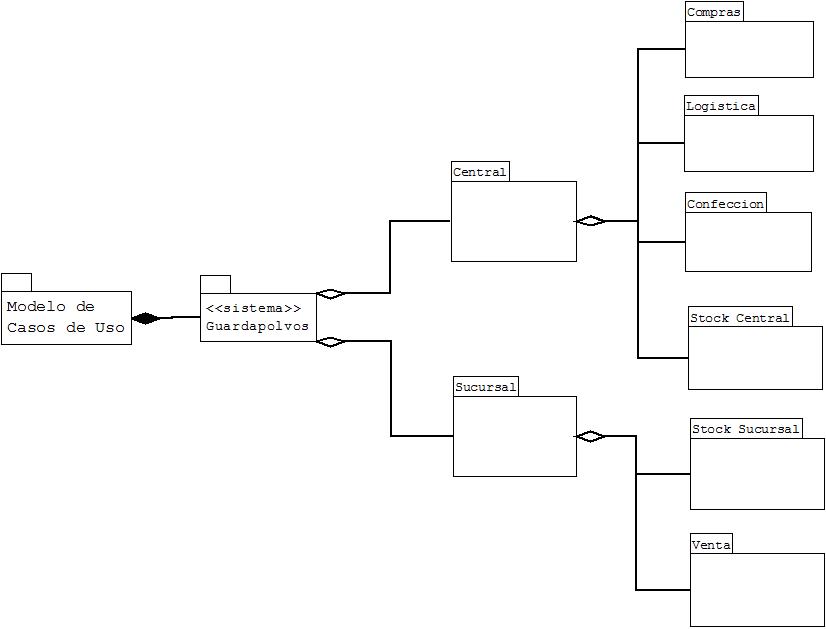 Compras
Logistica
Central
Confeccion
Modelo de
Casos de Uso
<<sistema>>
Guardapolvos
Stock Central
Sucursal
Stock Sucursal
Venta